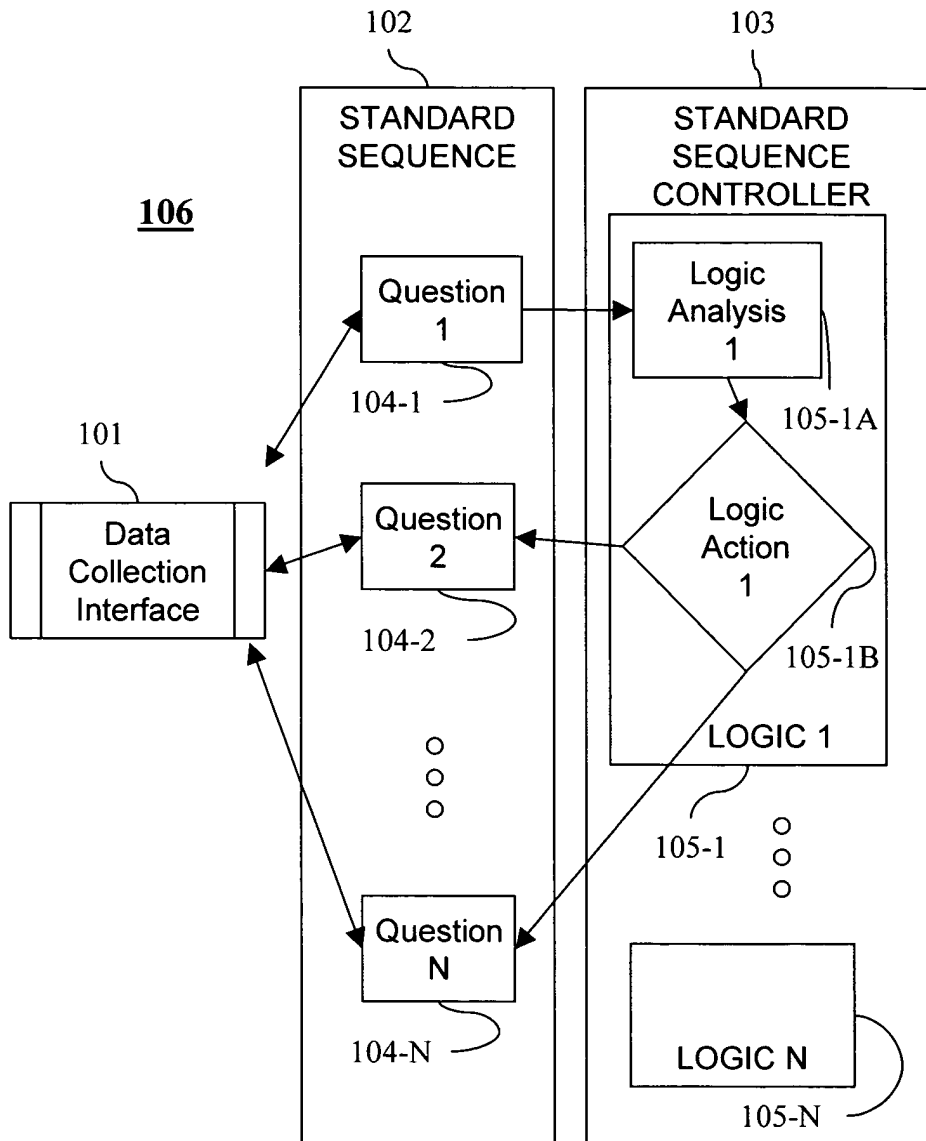 102
103
STANDARD
SEQUENCE
STANDARD
SEQUENCE
CONTROLLER
106
Question
1
Logic
Analysis
1
104-1
105-1A
101
Data
Collection
Interface
Question
2
Logic
Action
1
104-2
105-1B
LOGIC 1
105-1
Question
N
104-N
LOGIC N
105-N